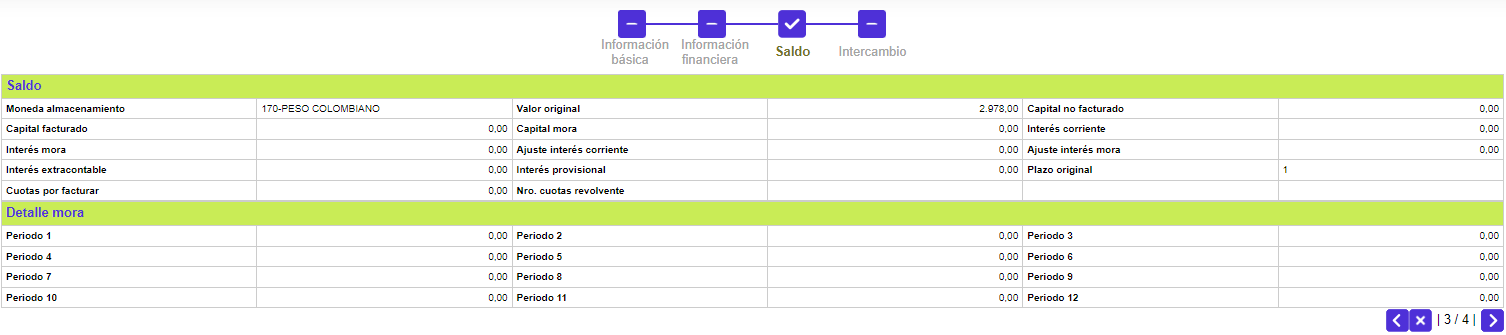 Información básica
Información financiera
Saldo
Intercambio
Saldo
Moneda almacenamiento 170-PESO COLOMBIANO Valor original 2.978,00 Capital no facturado 0,00
Capital facturado 0,00 Capital mora 0,00 Interés corriente 0,00
Interés mora 0,00 Ajuste interés corriente 0,00 Ajuste interés mora 0,00
Interés extracontable 0,00 Interés provisional 0,00 Plazo original 1
Cuotas por facturar 0,00 Nro. cuotas revolvente
Detalle mora
Periodo 1 0,00 Periodo 2 0,00 Periodo 3 0,00
Periodo 4 0,00 Periodo 5 0,00 Periodo 6 0,00
Periodo 7 0,00 Periodo 8 0,00 Periodo 9 0,00
Periodo 10 0,00 Periodo 11 0,00 Periodo 12 0,00
| 3 / 4 |